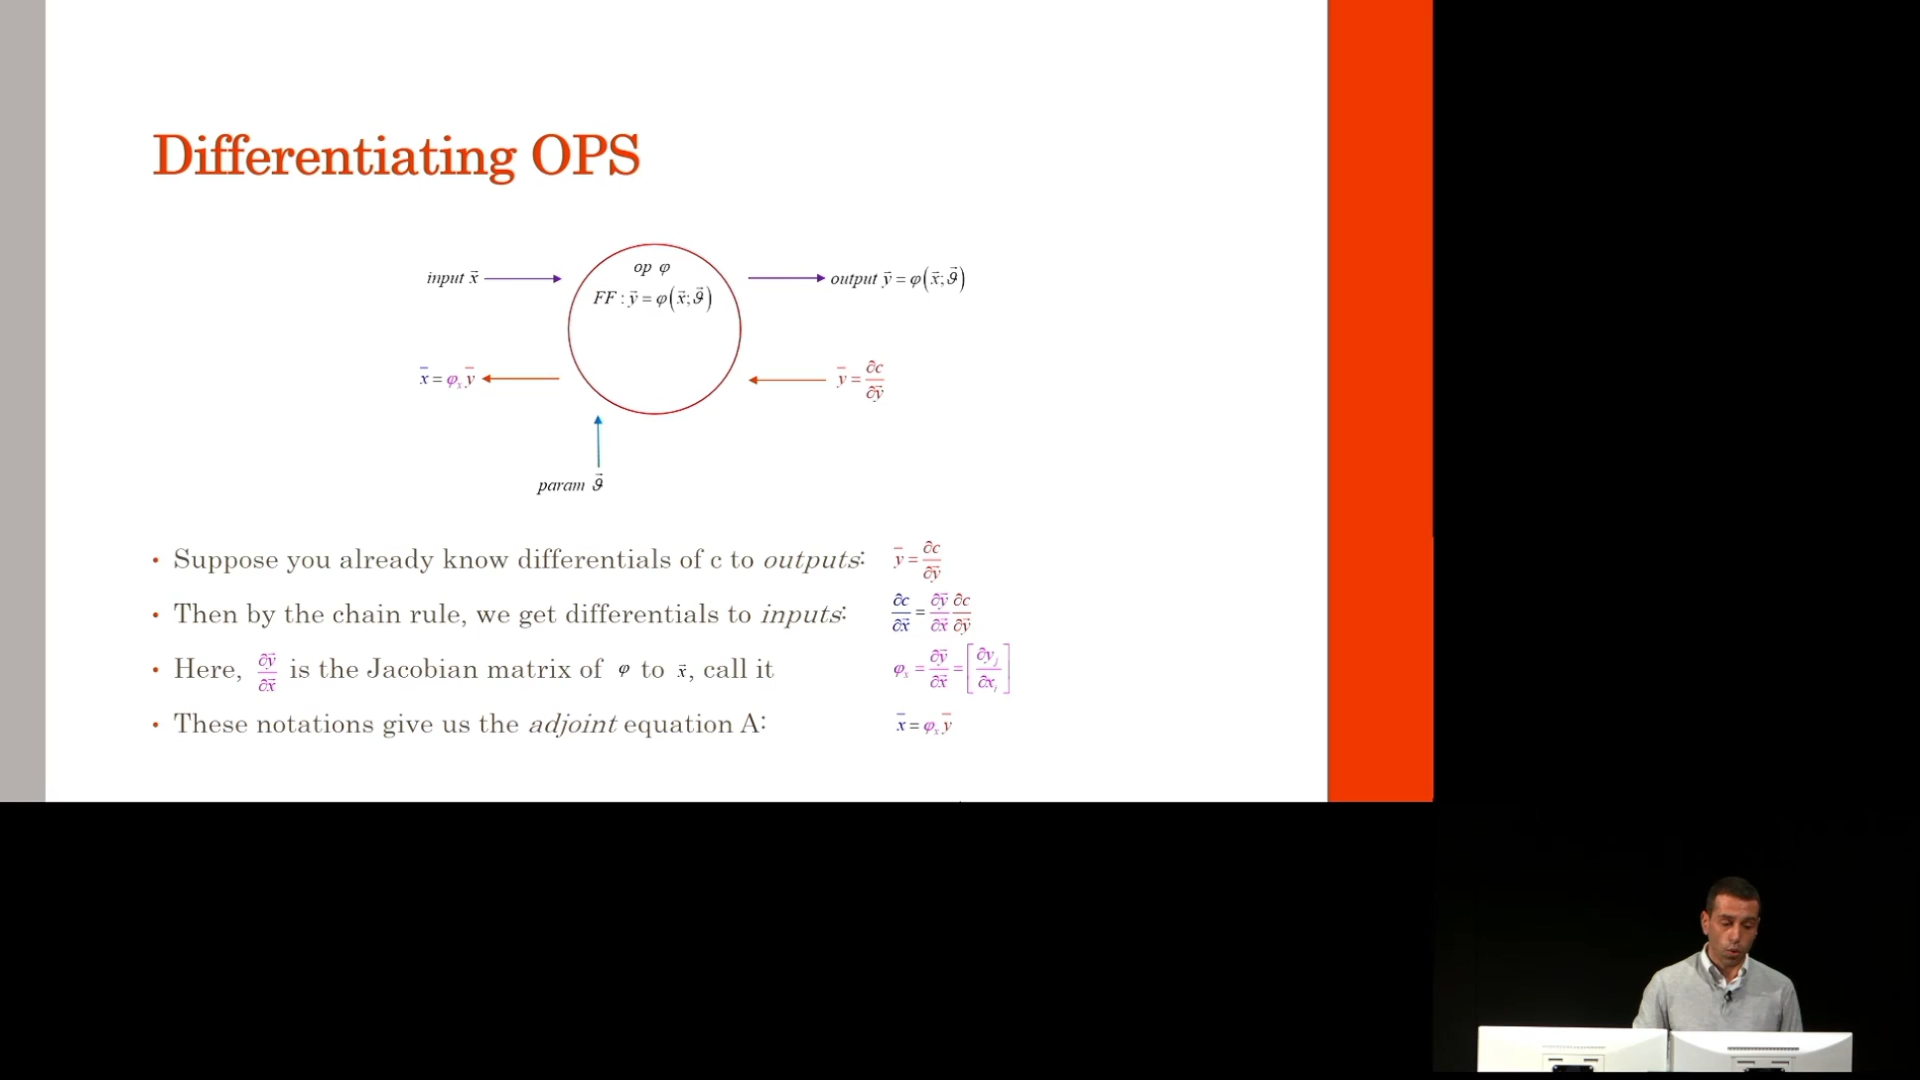 Differentiating OPS
op φ
input x⃗
FF : y⃗ = φ(x⃗; ϑ⃗)
output y⃗ = φ(x⃗; ϑ⃗)
x̄ = φₓ ȳ
ȳ = ∂c/∂y⃗
param ϑ⃗
• Suppose you already know differentials of c to outputs: ȳ = ∂c/∂y⃗
• Then by the chain rule, we get differentials to inputs: ∂c/∂x⃗ = ∂y⃗/∂x⃗ ∂c/∂y⃗
• Here, ∂y⃗/∂x⃗ is the Jacobian matrix of φ to x⃗, call it φₓ = ∂y⃗/∂x⃗ = [∂yⱼ/∂xᵢ]
• These notations give us the adjoint equation A: x̄ = φₓ ȳ